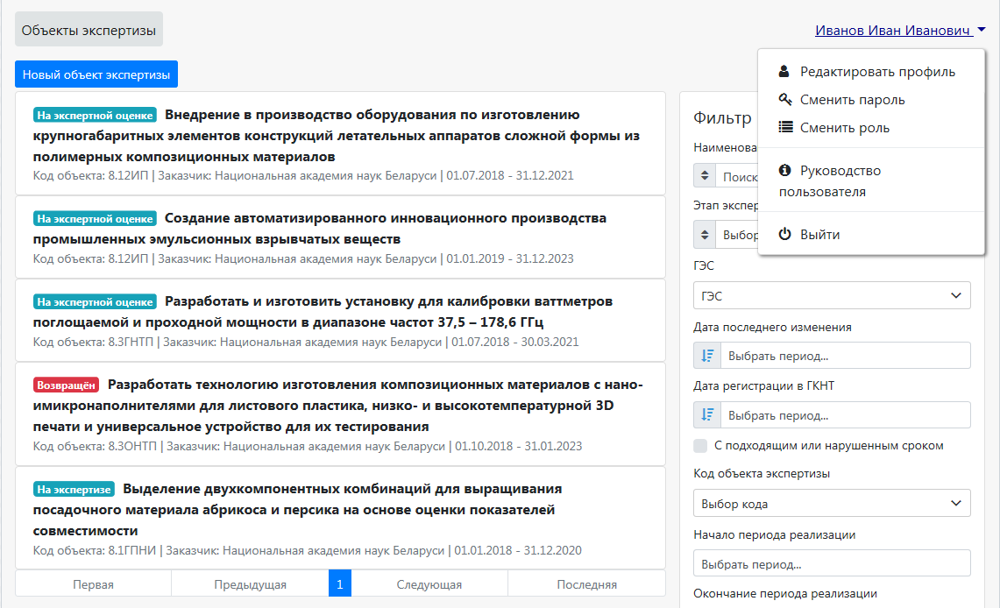 Объекты экспертизы
Иванов Иван Иванович
Новый объект экспертизы
На экспертной оценке Внедрение в производство оборудования по изготовлению
крупногабаритных элементов конструкций летательных аппаратов сложной формы из
полимерных композиционных материалов
Код объекта: 8.12ИП | Заказчик: Национальная академия наук Беларуси | 01.07.2018 - 31.12.2021
На экспертной оценке Создание автоматизированного инновационного производства
промышленных эмульсионных взрывчатых веществ
Код объекта: 8.12ИП | Заказчик: Национальная академия наук Беларуси | 01.01.2019 - 31.12.2023
На экспертной оценке Разработать и изготовить установку для калибровки ваттметров
поглощаемой и проходной мощности в диапазоне частот 37,5 – 178,6 ГГц
Код объекта: 8.3ГНТП | Заказчик: Национальная академия наук Беларуси | 01.07.2018 - 30.03.2021
Возвращён Разработать технологию изготовления композиционных материалов с нано-
имикронаполнителями для листового пластика, низко- и высокотемпературной 3D
печати и универсальное устройство для их тестирования
Код объекта: 8.3ОНТП | Заказчик: Национальная академия наук Беларуси | 01.10.2018 - 31.01.2023
На экспертизе Выделение двухкомпонентных комбинаций для выращивания
посадочного материала абрикоса и персика на основе оценки показателей
совместимости
Код объекта: 8.1ГПНИ | Заказчик: Национальная академия наук Беларуси | 01.01.2018 - 31.12.2020
Первая Предыдущая 1 Следующая Последняя
Редактировать профиль
Сменить пароль
Сменить роль
Руководство
пользователя
Выйти
Фильтр
Наименова
Поиск
Этап экспер
Выбор
ГЭС
ГЭС
Дата последнего изменения
Выбрать период...
Дата регистрации в ГКНТ
Выбрать период...
С подходящим или нарушенным сроком
Код объекта экспертизы
Выбор кода
Начало периода реализации
Выбрать период...
Окончание периода реализации